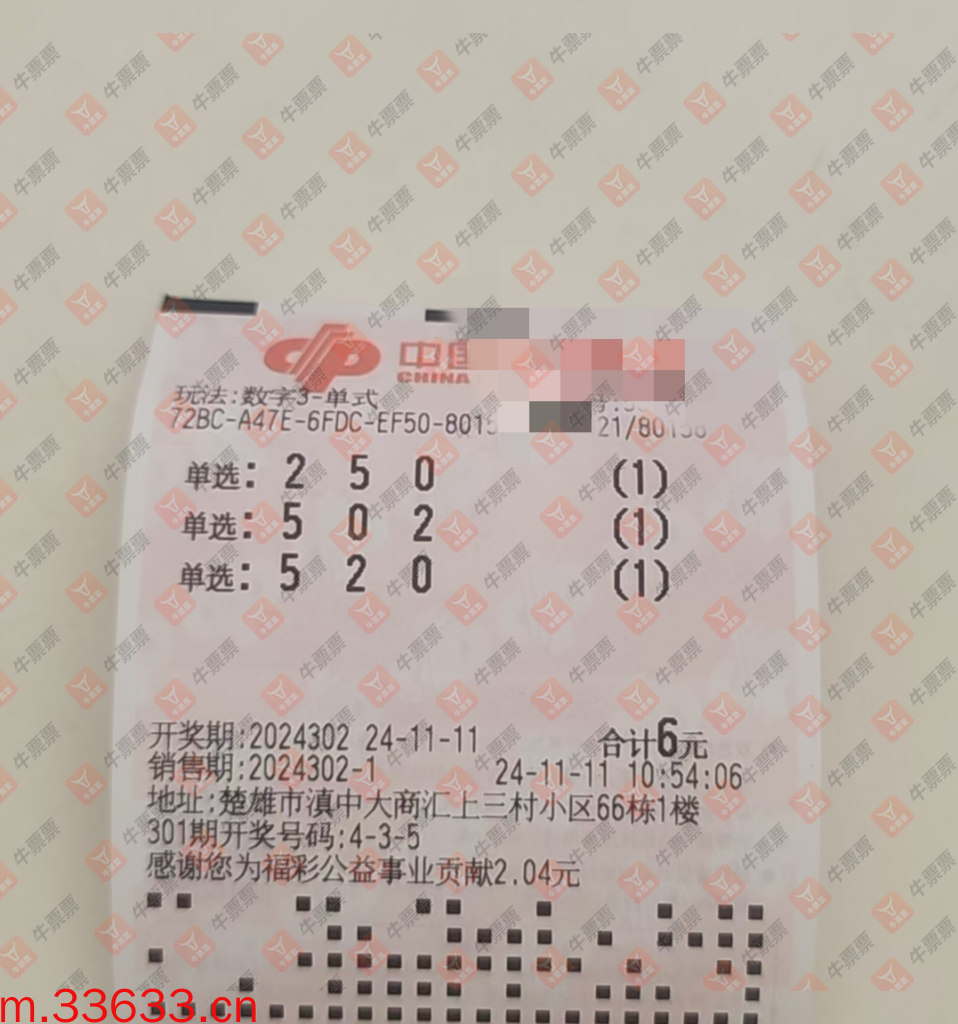 中国
CHINA
玩法:数字3-单式
72BC-A47E-6FDC-EF50-8015 21/80158
单选: 2 5 0 (1)
单选: 5 0 2 (1)
单选: 5 2 0 (1)
开奖期:2024302 24-11-11 合计6元
销售期:2024302-1 24-11-11 10:54:06
地址:楚雄市滇中大商汇上三村小区66栋1楼
301期开奖号码:4-3-5
感谢您为福彩公益事业贡献2.04元
牛票票
m.33633.cn